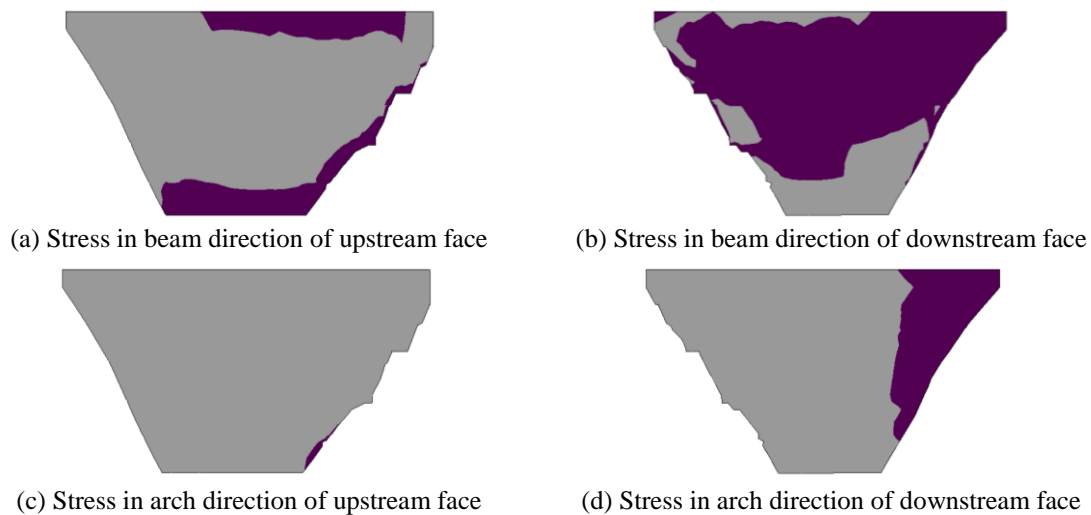 (a) Stress in beam direction of upstream face
(b) Stress in beam direction of downstream face
(c) Stress in arch direction of upstream face
(d) Stress in arch direction of downstream face